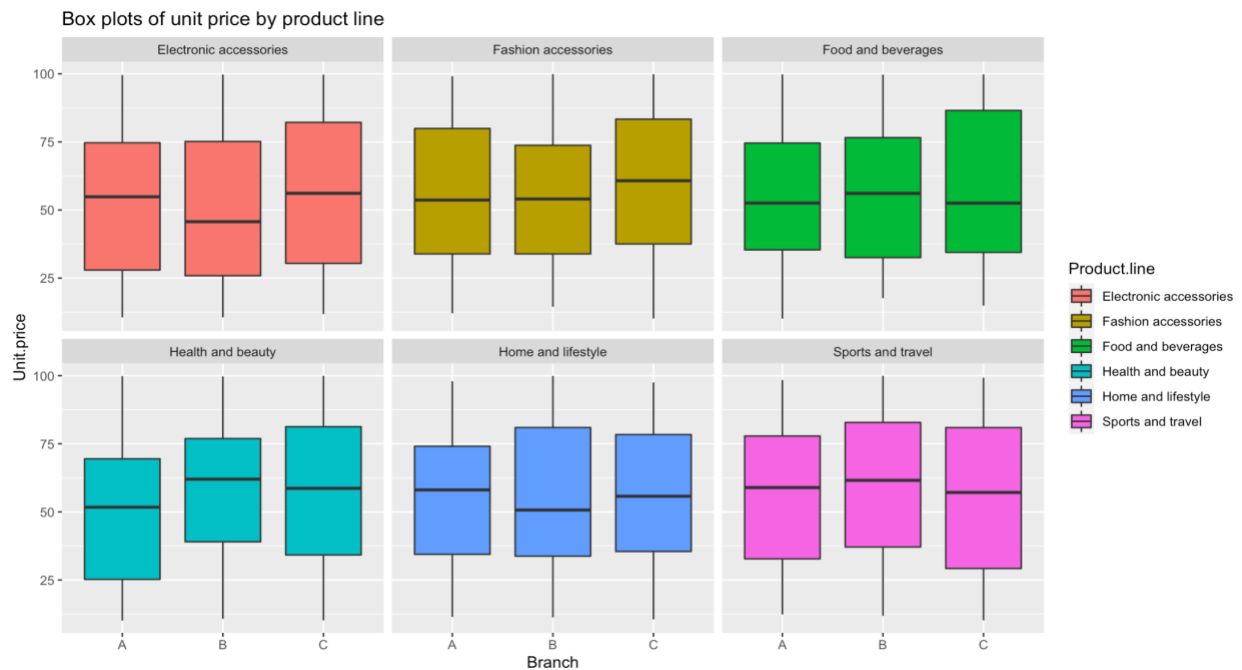 Box plots of unit price by product line
Electronic accessories
Fashion accessories
Food and beverages
100
75
50
25
Health and beauty
Home and lifestyle
Sports and travel
100
75
50
25
A
B
C
A
B
C
A
B
C
Unit.price
Branch
Product.line
Electronic accessories
Fashion accessories
Food and beverages
Health and beauty
Home and lifestyle
Sports and travel